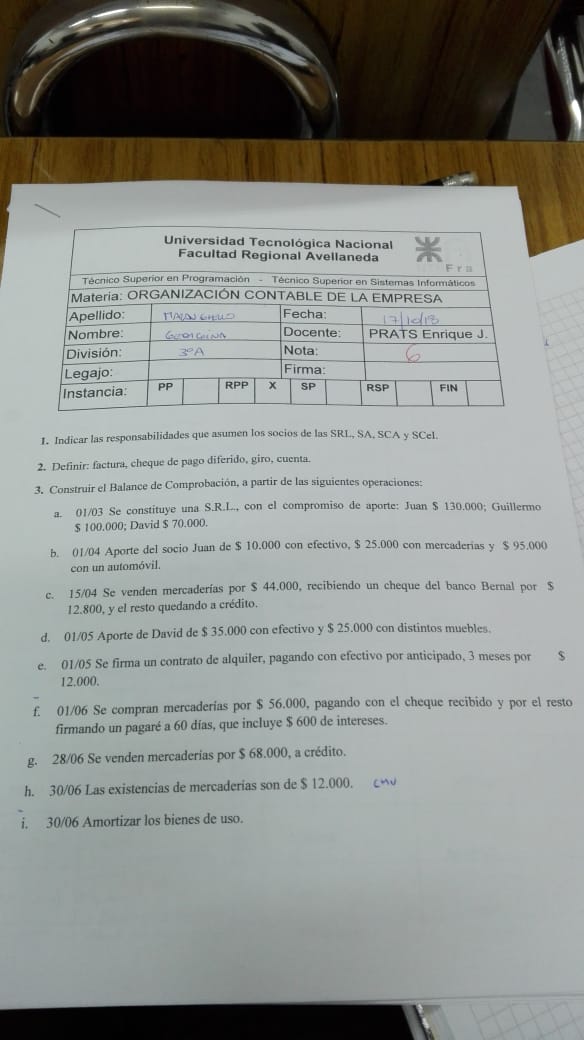 Universidad Tecnológica Nacional
Facultad Regional Avellaneda
F r a
Técnico Superior en Programación - Técnico Superior en Sistemas Informáticos
Materia: ORGANIZACIÓN CONTABLE DE LA EMPRESA
Apellido: Fecha: 17/10/18
Nombre: Docente: PRATS Enrique J.
División: 3ºA Nota: 6
Legajo: Firma:
Instancia: PP RPP X SP RSP FIN
1. Indicar las responsabilidades que asumen los socios de las SRL, SA, SCA y SCel.
2. Definir: factura, cheque de pago diferido, giro, cuenta.
3. Construir el Balance de Comprobación, a partir de las siguientes operaciones:
a. 01/03 Se constituye una S.R.L., con el compromiso de aporte: Juan $ 130.000; Guillermo
$ 100.000; David $ 70.000.
b. 01/04 Aporte del socio Juan de $ 10.000 con efectivo, $ 25.000 con mercaderías y $ 95.000
con un automóvil.
c. 15/04 Se venden mercaderías por $ 44.000, recibiendo un cheque del banco Bernal por $
12.800, y el resto quedando a crédito.
d. 01/05 Aporte de David de $ 35.000 con efectivo y $ 25.000 con distintos muebles.
e. 01/05 Se firma un contrato de alquiler, pagando con efectivo por anticipado, 3 meses por $
12.000.
f. 01/06 Se compran mercaderías por $ 56.000, pagando con el cheque recibido y por el resto
firmando un pagaré a 60 días, que incluye $ 600 de intereses.
g. 28/06 Se venden mercaderías por $ 68.000, a crédito.
h. 30/06 Las existencias de mercaderías son de $ 12.000. CMV
i. 30/06 Amortizar los bienes de uso.